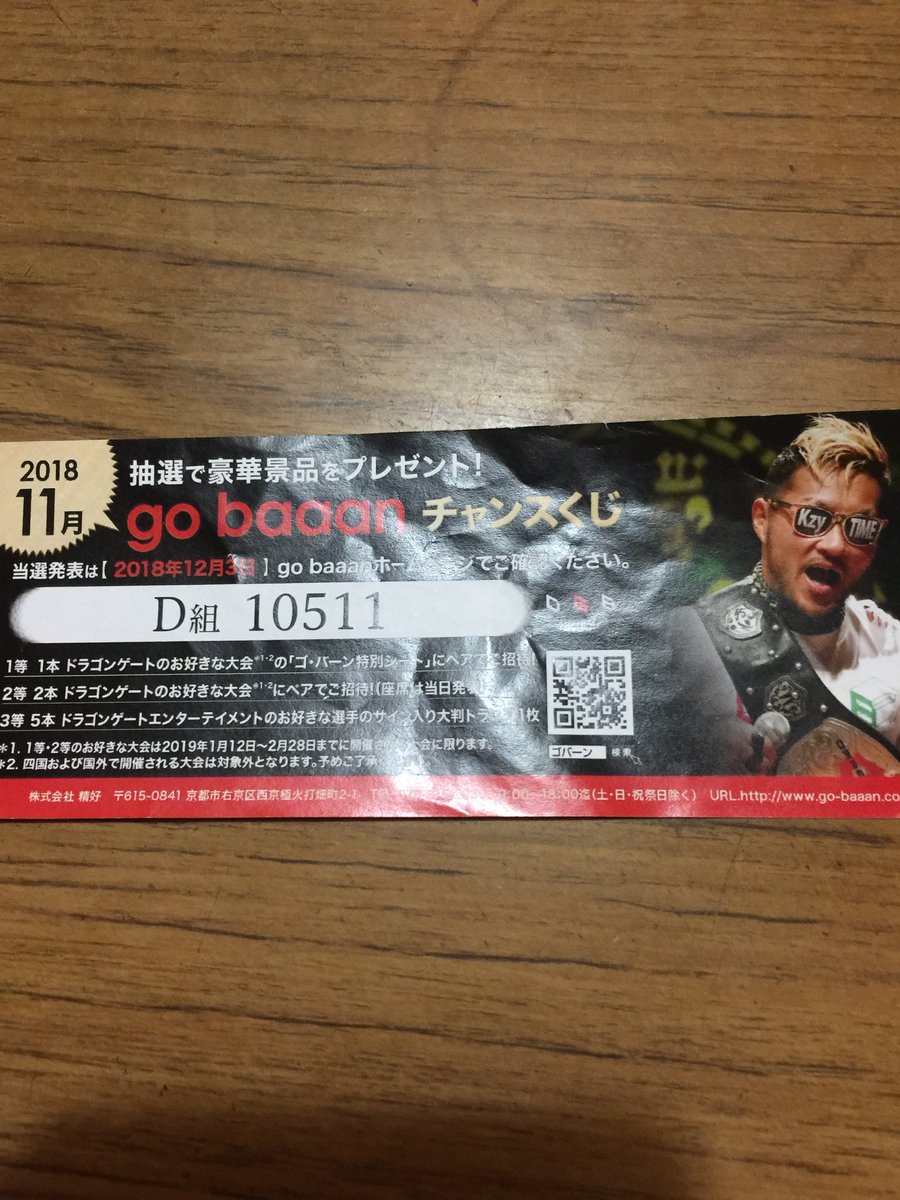 2018
11月
抽選で豪華景品をプレゼント!
go baaan チャンスくじ
当選発表は【 2018年12月3日 】 go baaanホームページでご確認ください。
D組 10511
1等 1本 ドラゴンゲートのお好きな大会*1・2の「ゴ・バーン特別シート」にペアでご招待!
2等 2本 ドラゴンゲートのお好きな大会*1・2にペアでご招待!(座席は当日発表
3等 5本 ドラゴンゲートエンターテイメントのお好きな選手のサイン入り大判トラ 1枚
*1. 1等・2等のお好きな大会は2019年1月12日〜2月28日までに開催される大会に限ります。
*2. 四国および国外で開催される大会は対象外となります。予めご了承
ゴバーン 検索
Kzy TIME
株式会社 精好 〒615-0841 京都市右京区西京極火打畑町2-1 TEL 9:00〜18:00迄(土・日・祝祭日除く) URL.http://www.go-baaan.co